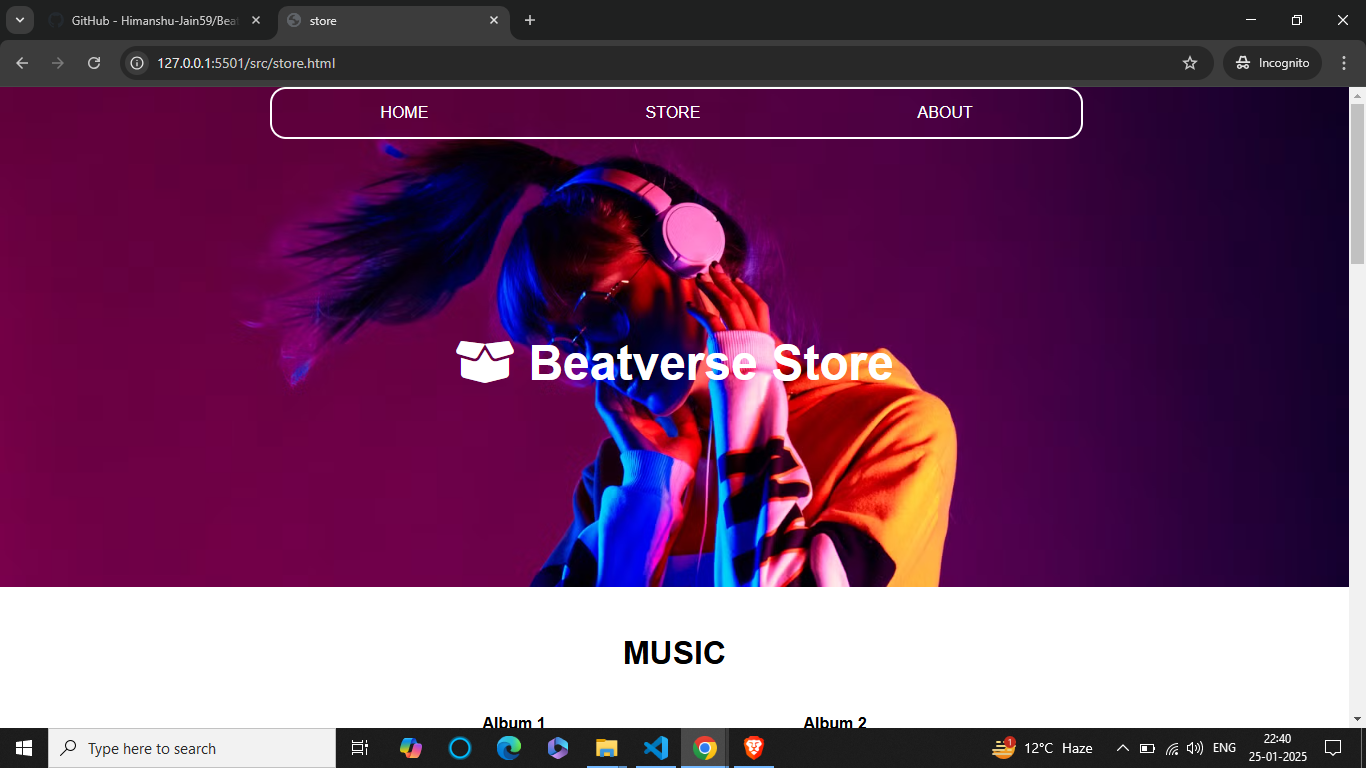 GitHub - Himanshu-Jain59/Beat
store
127.0.0.1:5501/src/store.html
Incognito
HOME
STORE
ABOUT
Beatverse Store
MUSIC
Album 1
Album 2
Type here to search
1
12°C Haze
ENG
22:40
25-01-2025